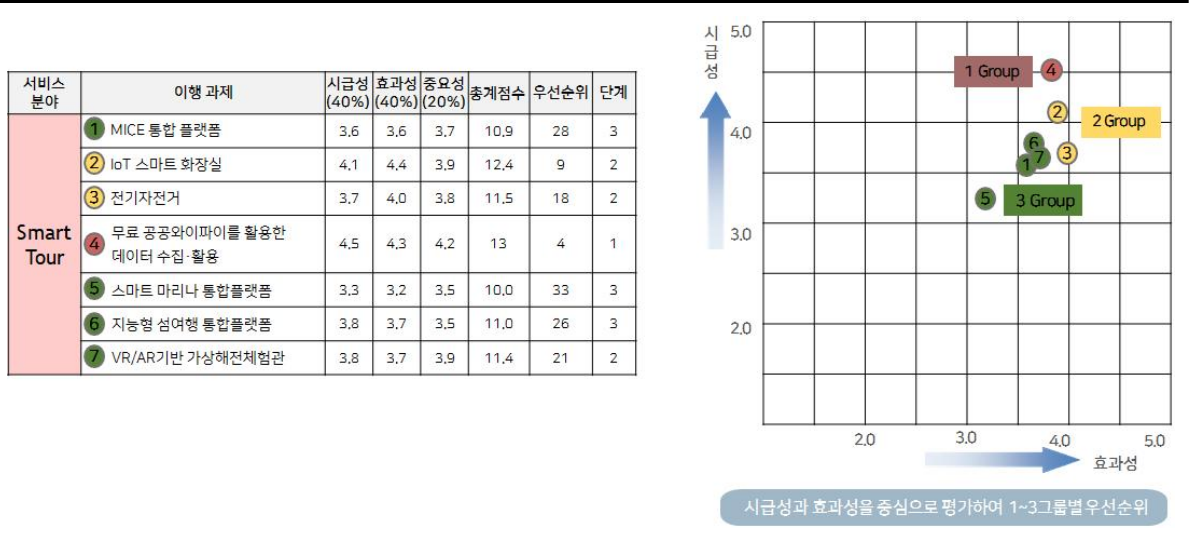 서비스 분야 이행 과제 시급성 (40%) 효과성 (40%) 중요성 (20%) 총계점수 우선순위 단계
Smart Tour
1 MICE 통합 플랫폼 3.6 3.6 3.7 10.9 28 3
2 IoT 스마트 화장실 4.1 4.4 3.9 12.4 9 2
3 전기자전거 3.7 4.0 3.8 11.5 18 2
4 무료 공공와이파이를 활용한 데이터 수집·활용 4.5 4.3 4.2 13 4 1
5 스마트 마리나 통합플랫폼 3.3 3.2 3.5 10.0 33 3
6 지능형 섬여행 통합플랫폼 3.8 3.7 3.5 11.0 26 3
7 VR/AR기반 가상해전체험관 3.8 3.7 3.9 11.4 21 2
시급성
5.0
4.0
3.0
2.0
1 Group 4
2
2 Group
6
7
3
1
5
3 Group
2.0 3.0 4.0 5.0
효과성
시급성과 효과성을 중심으로 평가하여 1~3그룹별 우선순위